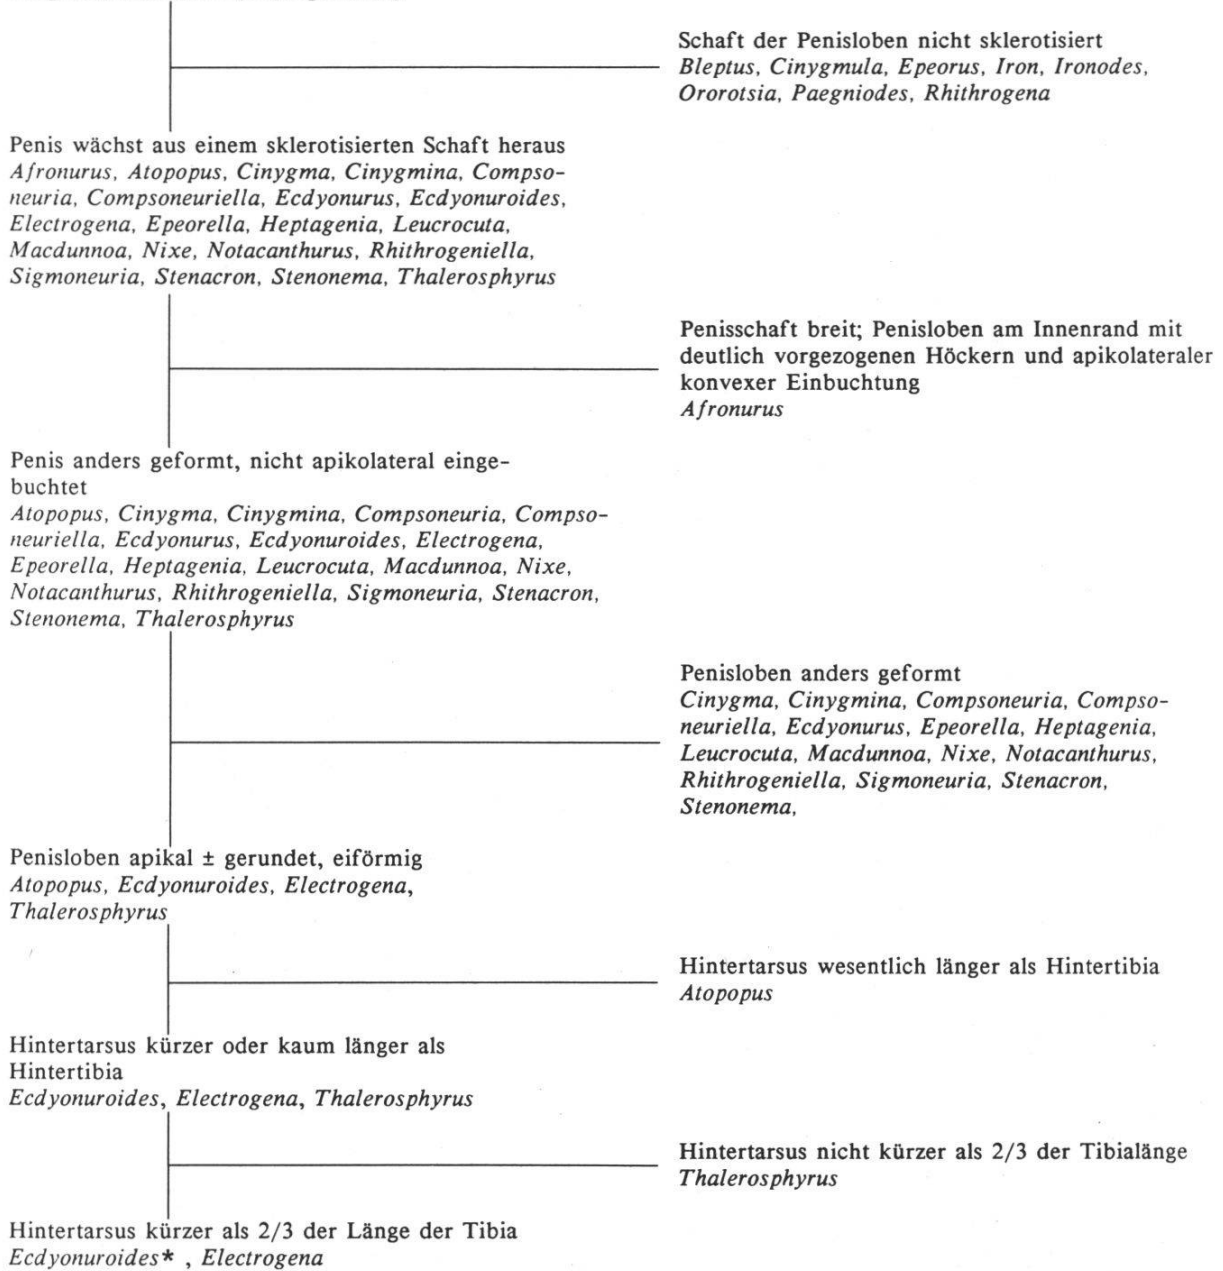 Schaft der Penisloben nicht sklerotisiert
Bleptus, Cinygmula, Epeorus, Iron, Ironodes,
Ororotsia, Paegniodes, Rhithrogena
Penis wächst aus einem sklerotisierten Schaft heraus
Afronurus, Atopopus, Cinygma, Cinygmina, Compso-
neuria, Compsoneuriella, Ecdyonurus, Ecdyonuroides,
Electrogena, Epeorella, Heptagenia, Leucrocuta,
Macdunnoa, Nixe, Notacanthurus, Rhithrogeniella,
Sigmoneuria, Stenacron, Stenonema, Thalerosphyrus
Penisschaft breit; Penisloben am Innenrand mit
deutlich vorgezogenen Höckern und apikolateraler
konvexer Einbuchtung
Afronurus
Penis anders geformt, nicht apikolateral einge-
buchtet
Atopopus, Cinygma, Cinygmina, Compsoneuria, Compso-
neuriella, Ecdyonurus, Ecdyonuroides, Electrogena,
Epeorella, Heptagenia, Leucrocuta, Macdunnoa, Nixe,
Notacanthurus, Rhithrogeniella, Sigmoneuria, Stenacron,
Stenonema, Thalerosphyrus
Penisloben anders geformt
Cinygma, Cinygmina, Compsoneuria, Compso-
neuriella, Ecdyonurus, Epeorella, Heptagenia,
Leucrocuta, Macdunnoa, Nixe, Notacanthurus,
Rhithrogeniella, Sigmoneuria, Stenacron,
Stenonema,
Penisloben apikal ± gerundet, eiförmig
Atopopus, Ecdyonuroides, Electrogena,
Thalerosphyrus
Hintertarsus wesentlich länger als Hintertibia
Atopopus
Hintertarsus kürzer oder kaum länger als
Hintertibia
Ecdyonuroides, Electrogena, Thalerosphyrus
Hintertarsus nicht kürzer als 2/3 der Tibialänge
Thalerosphyrus
Hintertarsus kürzer als 2/3 der Länge der Tibia
Ecdyonuroides* , Electrogena